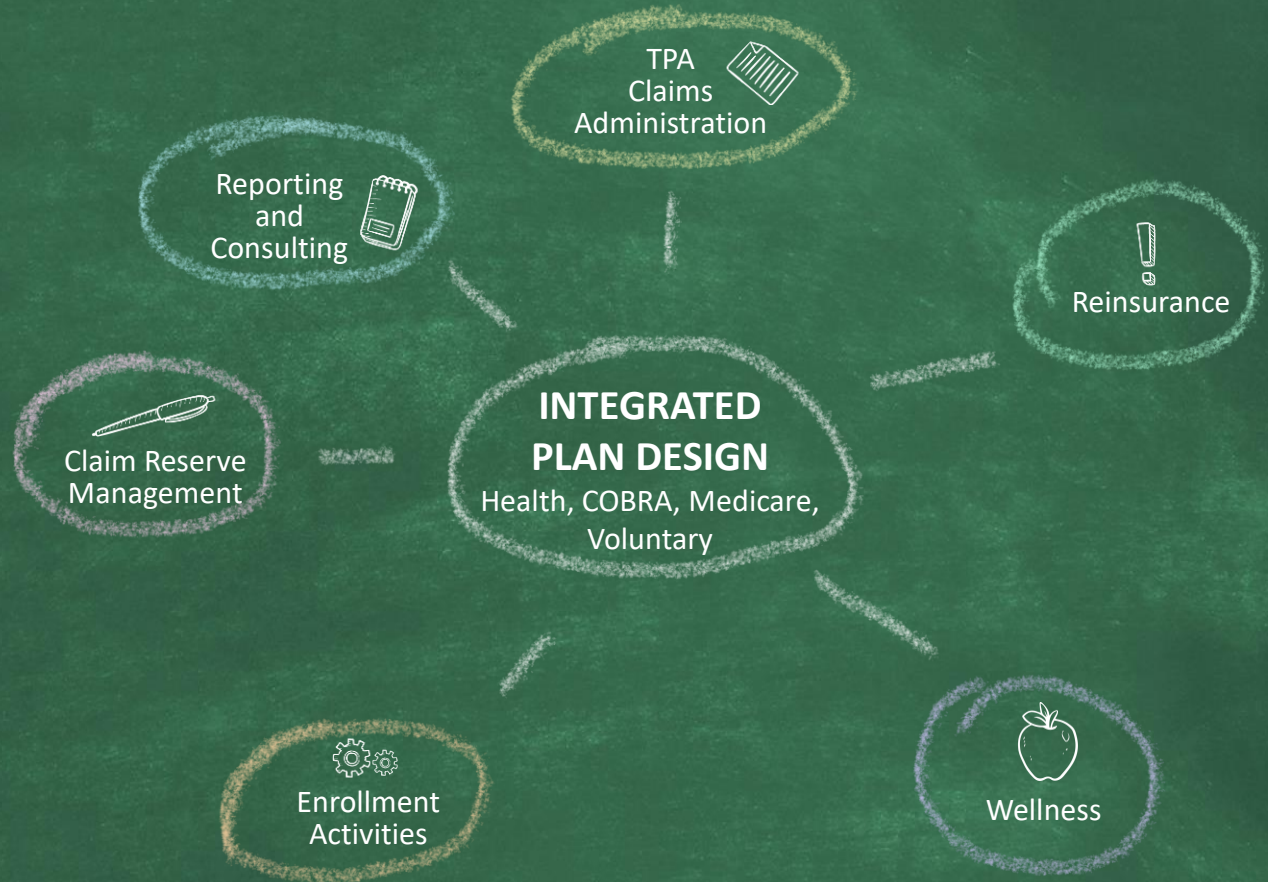 TPA
Claims
Administration
Reporting
and
Consulting
Reinsurance
INTEGRATED
PLAN DESIGN
Health, COBRA, Medicare,
Voluntary
Claim Reserve
Management
Enrollment
Activities
Wellness